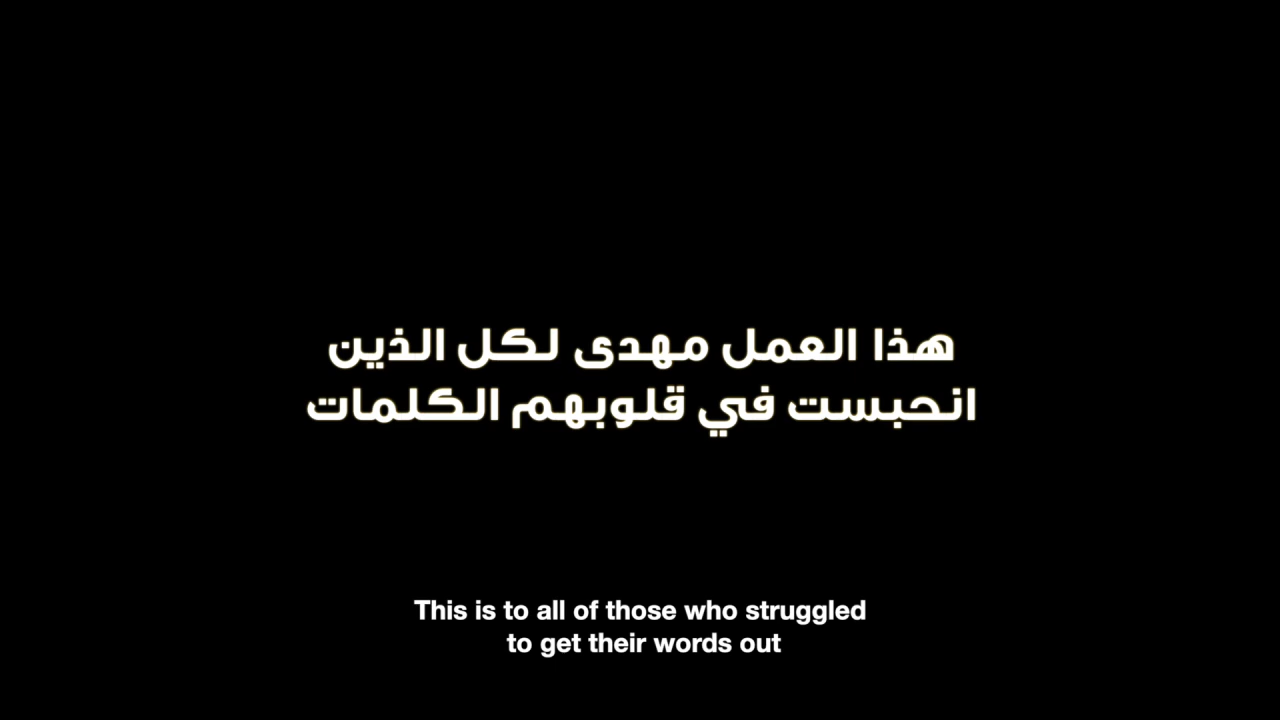 هذا العمل مهدى لكل الذين
انحبست في قلوبهم الكلمات
This is to all of those who struggled
to get their words out